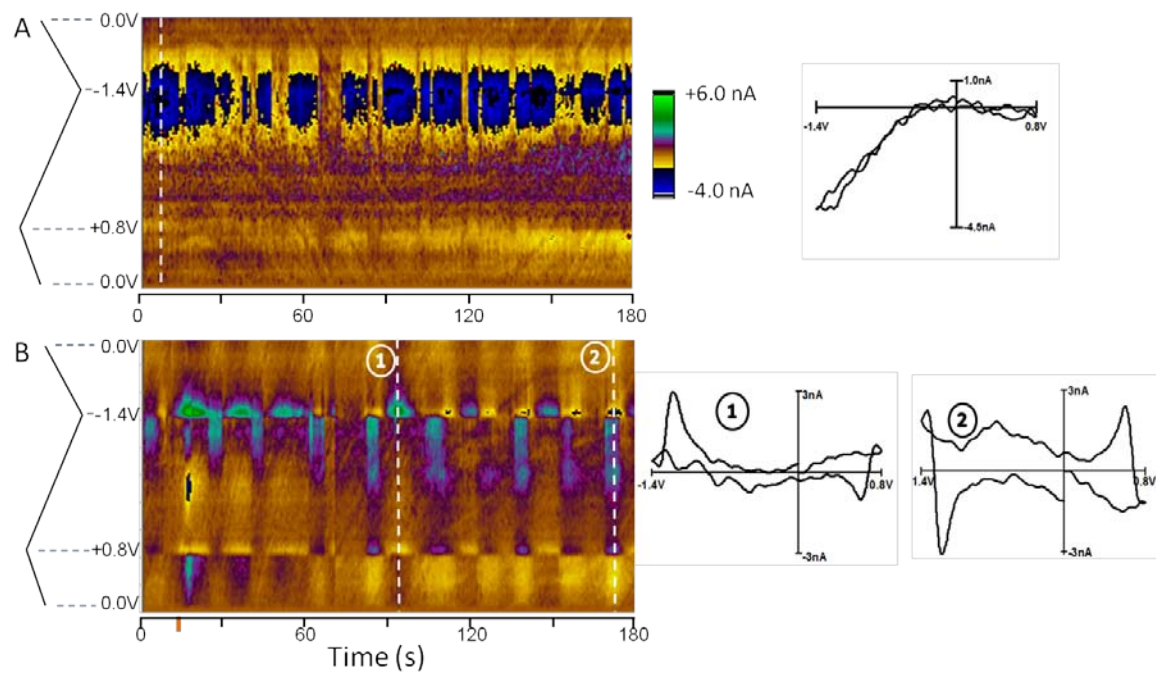 A
0.0V
-1.4V
+0.8V
0.0V
0
60
120
180
+6.0 nA
-4.0 nA
1.0nA
-1.4V
0.8V
-4.5nA
B
0.0V
-1.4V
+0.8V
0.0V
1
2
0
60
120
180
Time (s)
1
3nA
-1.4V
0.8V
-3nA
2
3nA
1.4V
0.8V
-3nA